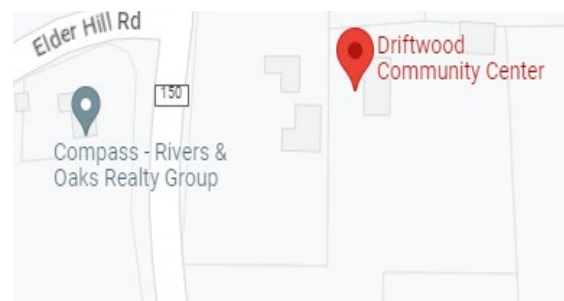 Elder Hill Rd
Driftwood
Community Center
150
Compass - Rivers &
Oaks Realty Group